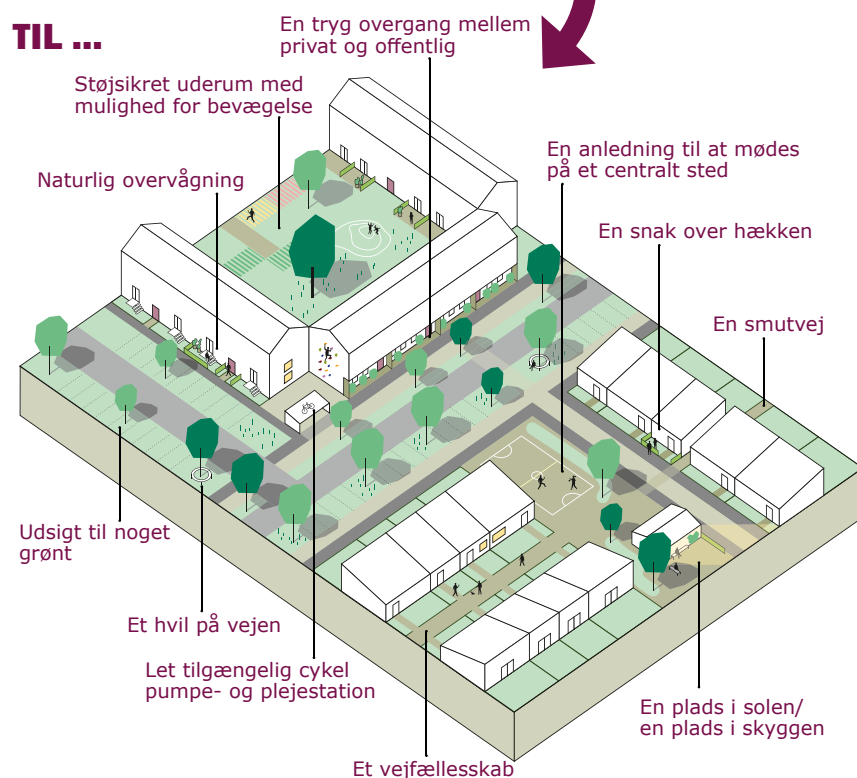 TIL ...
En tryg overgang mellem
privat og offentlig
Støjsikret uderum med
mulighed for bevægelse
Naturlig overvågning
En anledning til at mødes
på et centralt sted
En snak over hækken
En smutvej
Udsigt til noget
grønt
Et hvil på vejen
Let tilgængelig cykel
pumpe- og plejestation
Et vejfællesskab
En plads i solen/
en plads i skyggen